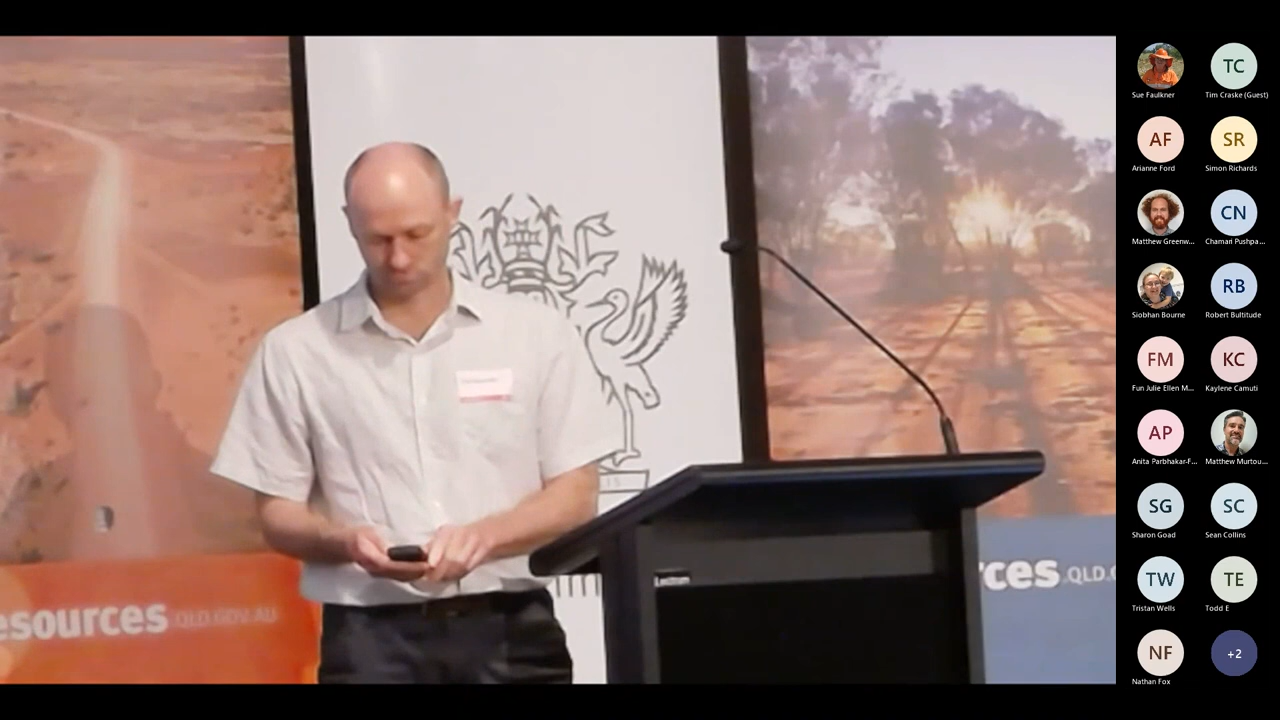 esources.QLD.GOV.AU
Lectrum
rces.QLD.G
TC
Sue Faulkner
Tim Craske (Guest)
AF
SR
Arianne Ford
Simon Richards
CN
Matthew Greenw...
Chamari Pushpa...
RB
Siobhan Bourne
Robert Bultitude
FM
KC
Fun Julie Ellen M...
Kaylene Camuti
AP
Anita Parbhakar-F...
Matthew Murtou...
SG
SC
Sharon Goad
Sean Collins
TW
TE
Tristan Wells
Todd E
NF
+2
Nathan Fox